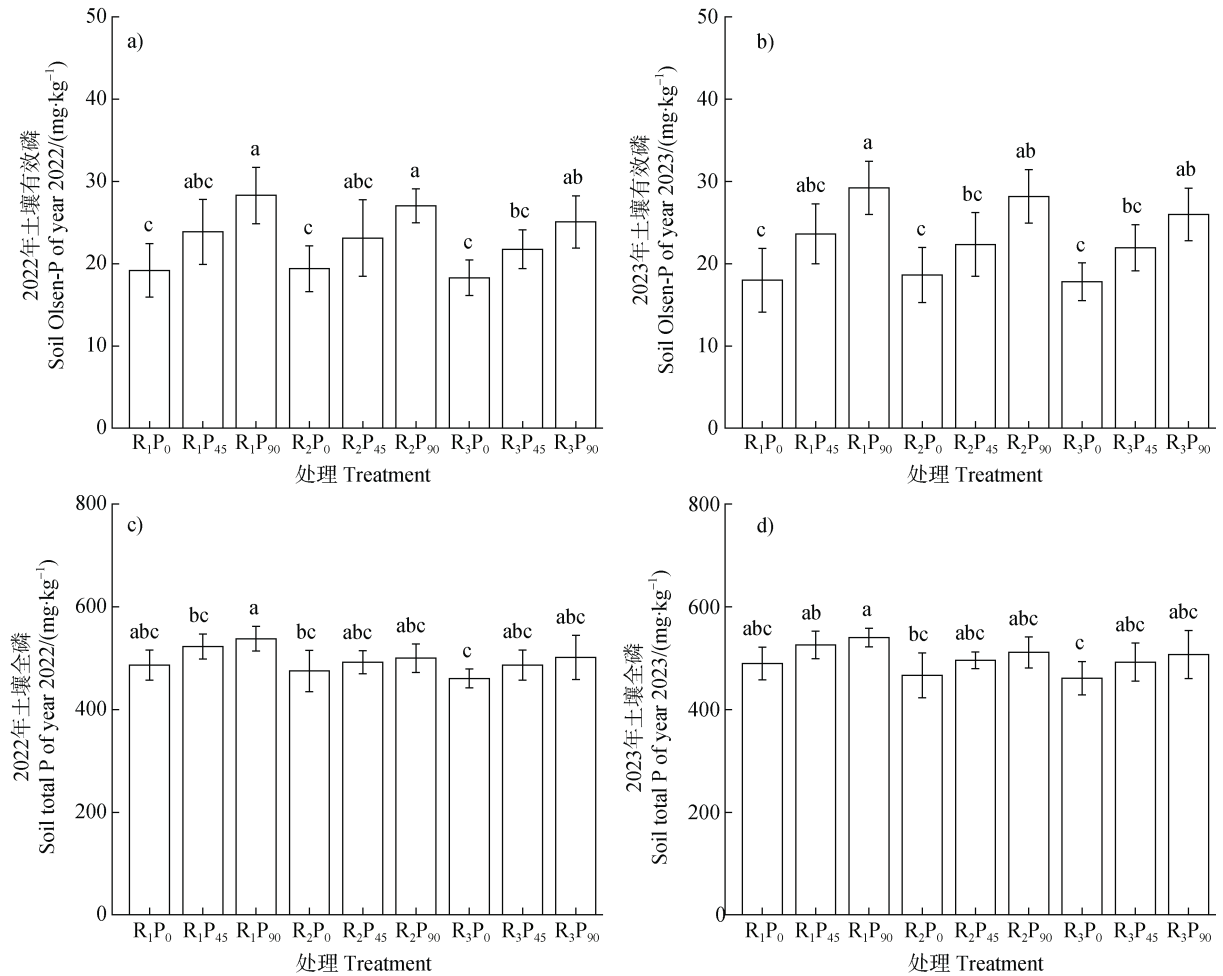 a)
2022年土壤有效磷
Soil Olsen-P of year 2022/(mg·kg⁻¹)
50
40
30
20
10
0
c
abc
a
c
abc
a
c
bc
ab
R₁P₀ R₁P₄₅ R₁P₉₀ R₂P₀ R₂P₄₅ R₂P₉₀ R₃P₀ R₃P₄₅ R₃P₉₀
处理 Treatment
b)
2023年土壤有效磷
Soil Olsen-P of year 2023/(mg·kg⁻¹)
50
40
30
20
10
0
c
abc
a
c
bc
ab
c
bc
ab
R₁P₀ R₁P₄₅ R₁P₉₀ R₂P₀ R₂P₄₅ R₂P₉₀ R₃P₀ R₃P₄₅ R₃P₉₀
处理 Treatment
c)
2022年土壤全磷
Soil total P of year 2022/(mg·kg⁻¹)
800
600
400
200
0
abc
bc
a
bc
abc
abc
c
abc
abc
R₁P₀ R₁P₄₅ R₁P₉₀ R₂P₀ R₂P₄₅ R₂P₉₀ R₃P₀ R₃P₄₅ R₃P₉₀
处理 Treatment
d)
2023年土壤全磷
Soil total P of year 2023/(mg·kg⁻¹)
800
600
400
200
0
abc
ab
a
bc
abc
abc
c
abc
abc
R₁P₀ R₁P₄₅ R₁P₉₀ R₂P₀ R₂P₄₅ R₂P₉₀ R₃P₀ R₃P₄₅ R₃P₉₀
处理 Treatment